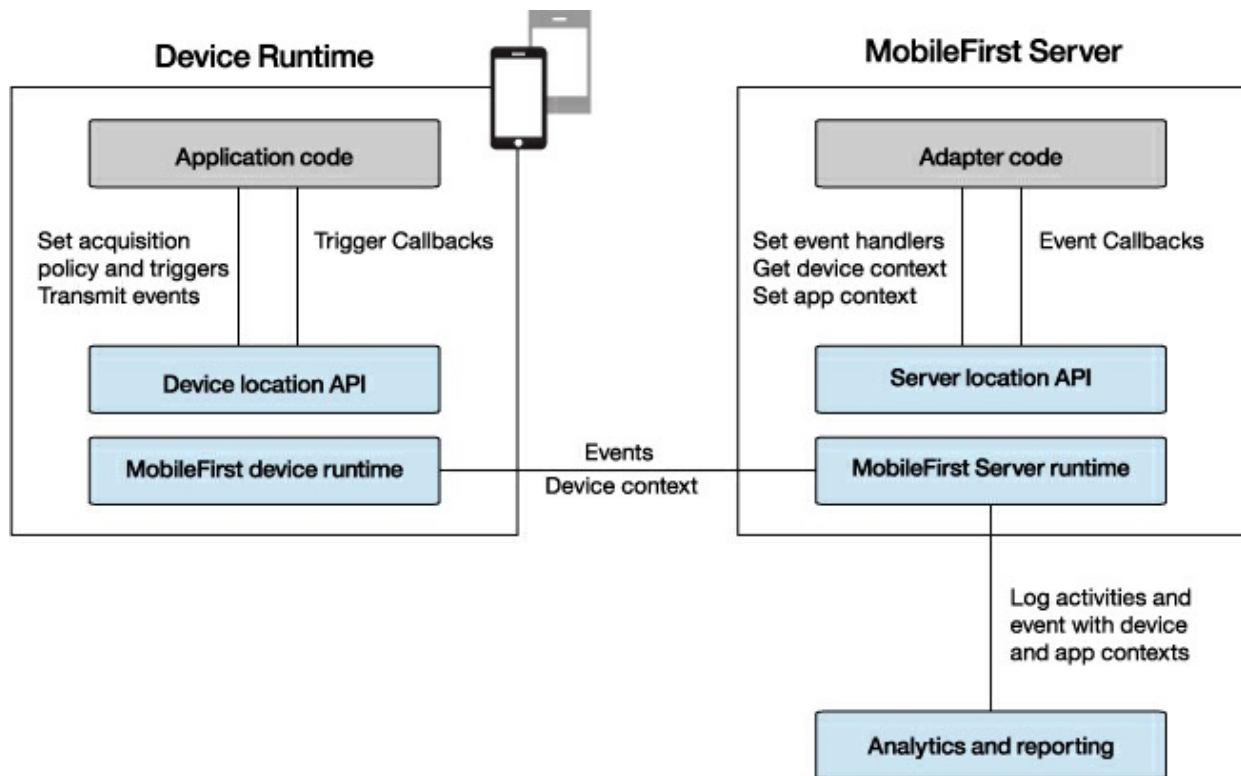 Device Runtime
MobileFirst Server
Application code
Set acquisition
policy and triggers
Transmit events
Trigger Callbacks
Device location API
MobileFirst device runtime
Events
Device context
Adapter code
Set event handlers
Get device context
Set app context
Event Callbacks
Server location API
MobileFirst Server runtime
Log activities and
event with device
and app contexts
Analytics and reporting